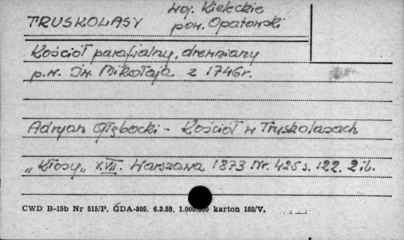 TRUSKOLASY woj. Kieleckie
pow. Opatowski
Kościół parafialny, drewniany
p.w. Św. Mikołaja z 1746r.
Adryan Głębocki - Kościół w Truskolasach
"Kłosy" XVII. Warszawa 1873 Nr. 425 s. 122. 2 il.
CWD B-15b Nr 515/P. GDA-805. 6.3.59. 1.000.000 karton 180/V.